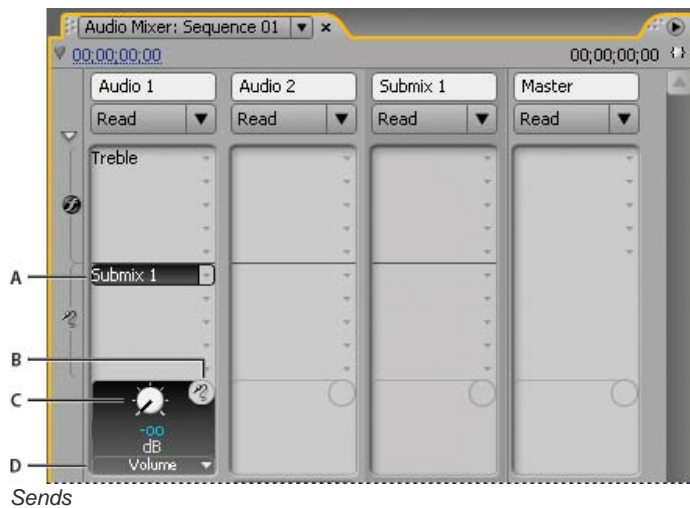 Audio Mixer: Sequence 01
00;00;00;00 00;00;00;00
Audio 1 Audio 2 Submix 1 Master
Read Read Read Read
Treble
A Submix 1
B
C
-oo
dB
D Volume
Sends